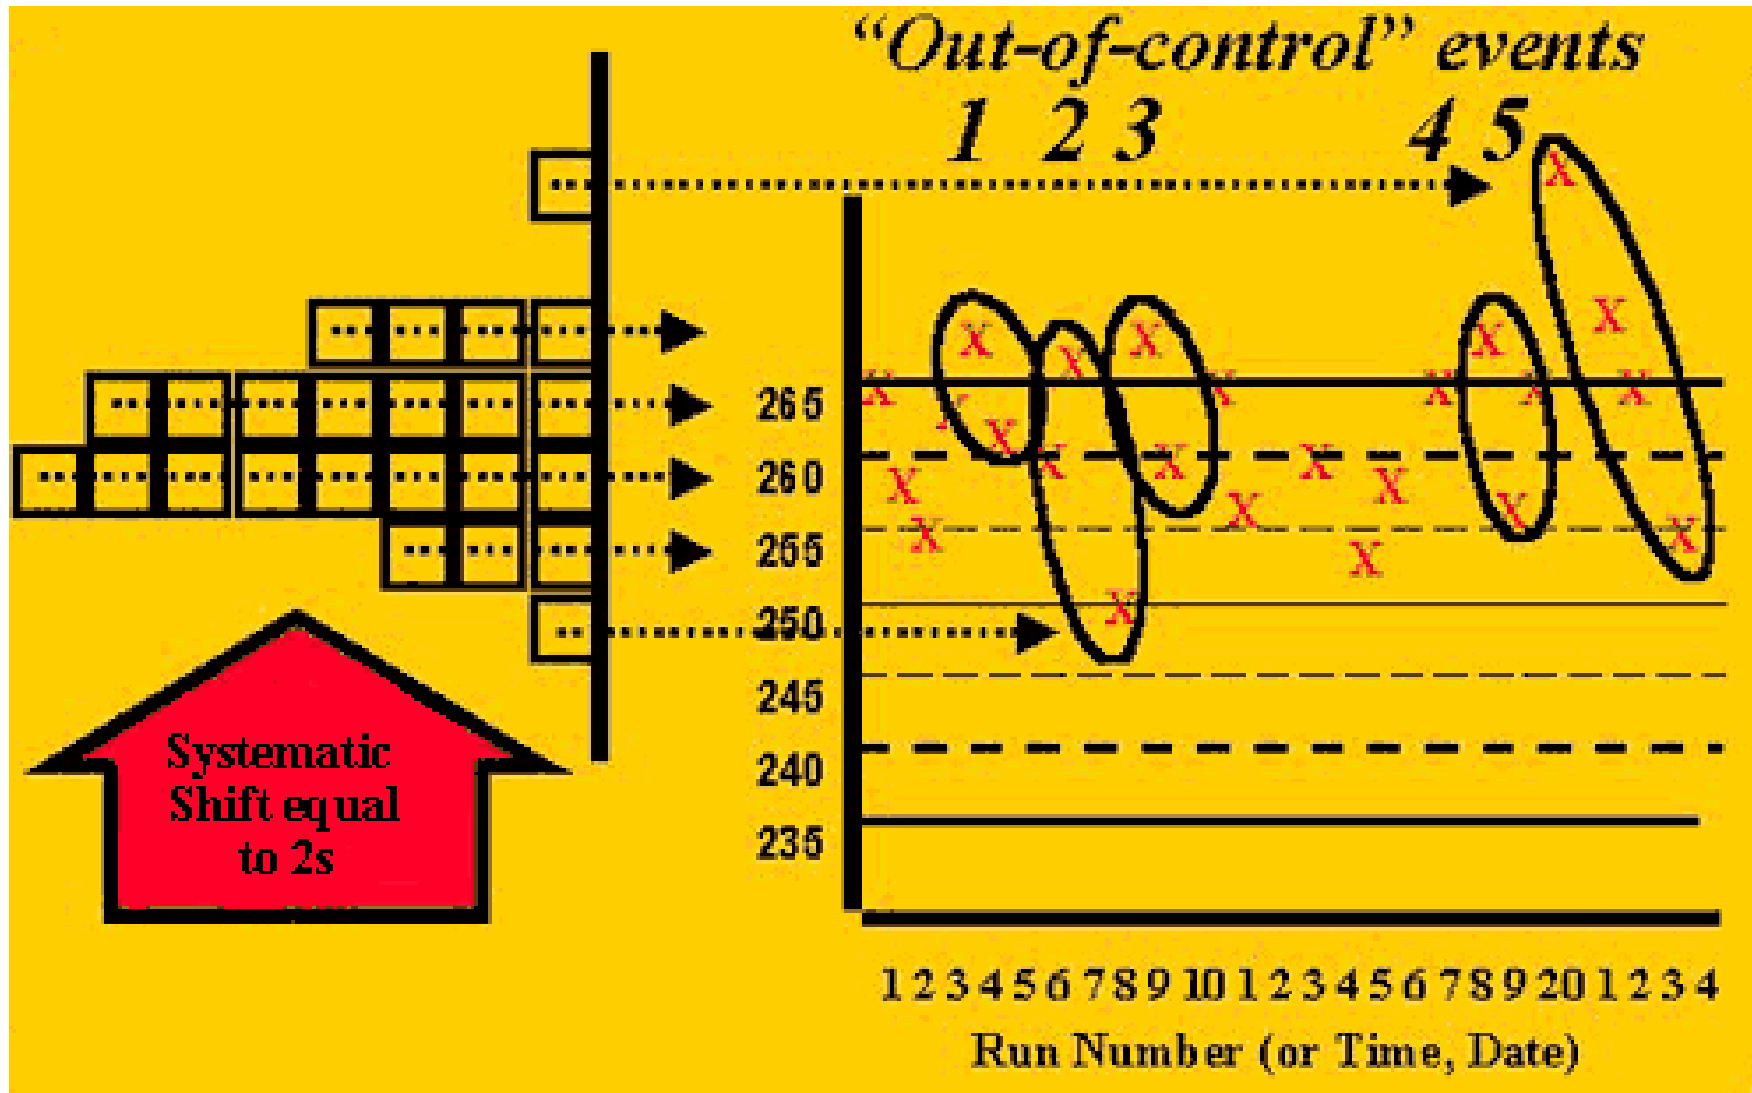 “Out-of-control” events
1 2 3 4 5
265
260
255
250
245
240
235
Systematic
Shift equal
to 2s
1 2 3 4 5 6 7 8 9 10 1 2 3 4 5 6 7 8 9 20 1 2 3 4
Run Number (or Time, Date)